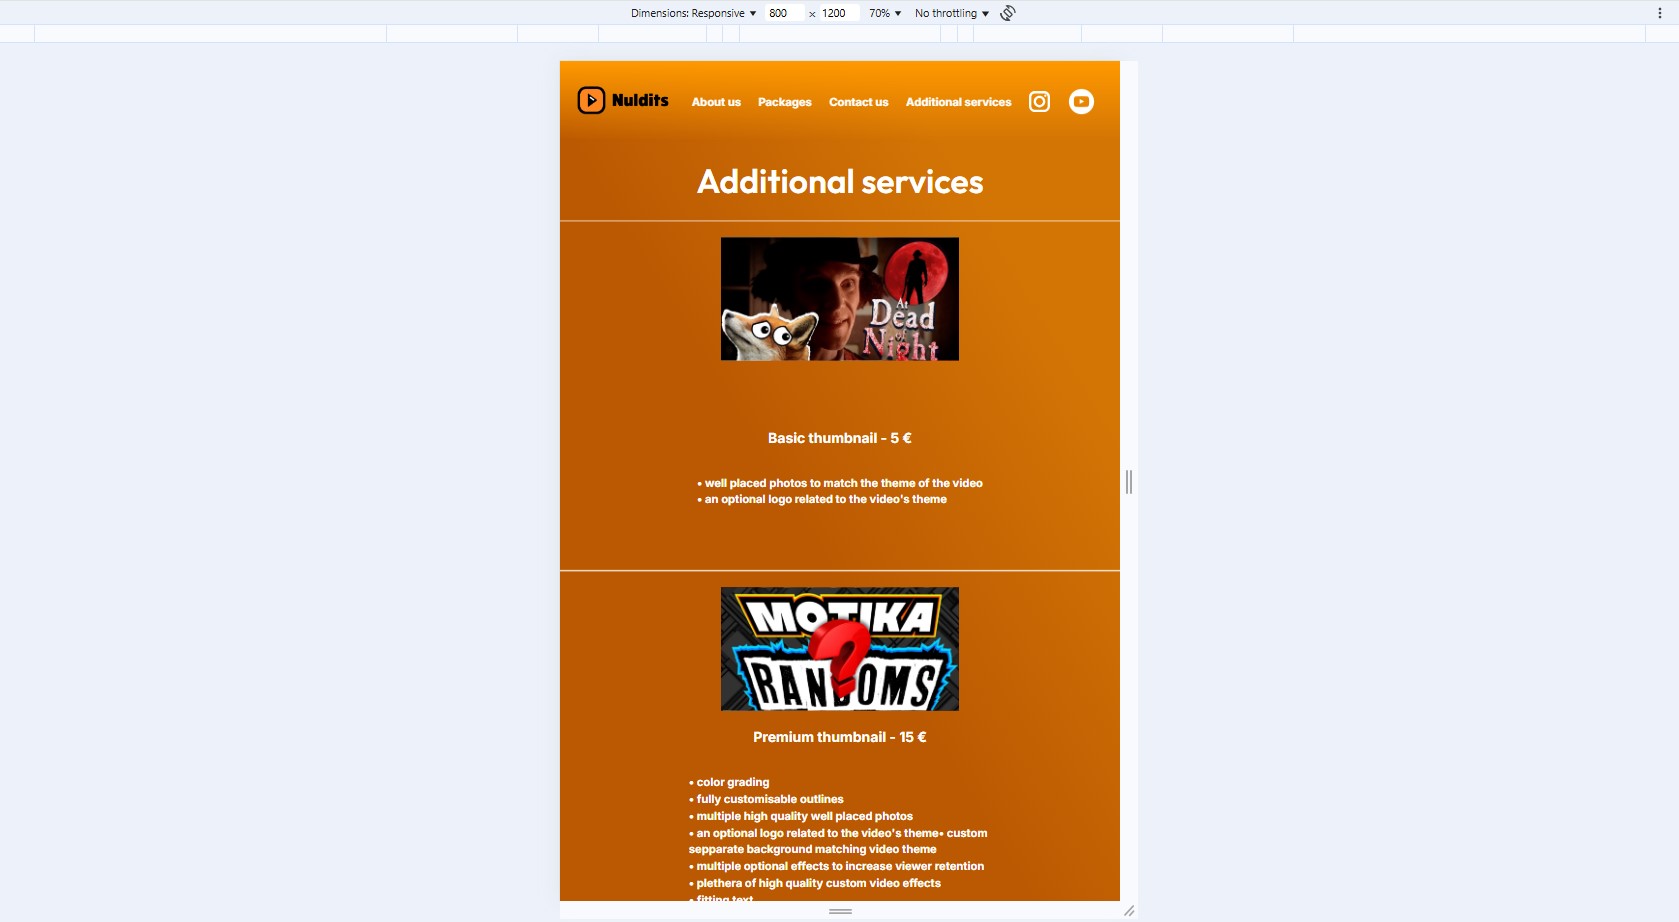 Dimensions: Responsive ▼ 800 x 1200 70% ▼ No throttling ▼
Nuldits About us Packages Contact us Additional services
Additional services
At
Dead
of
Night
Basic thumbnail - 5 €
• well placed photos to match the theme of the video
• an optional logo related to the video's theme
MOTIKA
?
RANDOMS
Premium thumbnail - 15 €
• color grading
• fully customisable outlines
• multiple high quality well placed photos
• an optional logo related to the video's theme• custom
sepparate background matching video theme
• multiple optional effects to increase viewer retention
• plethera of high quality custom video effects
• fitting text